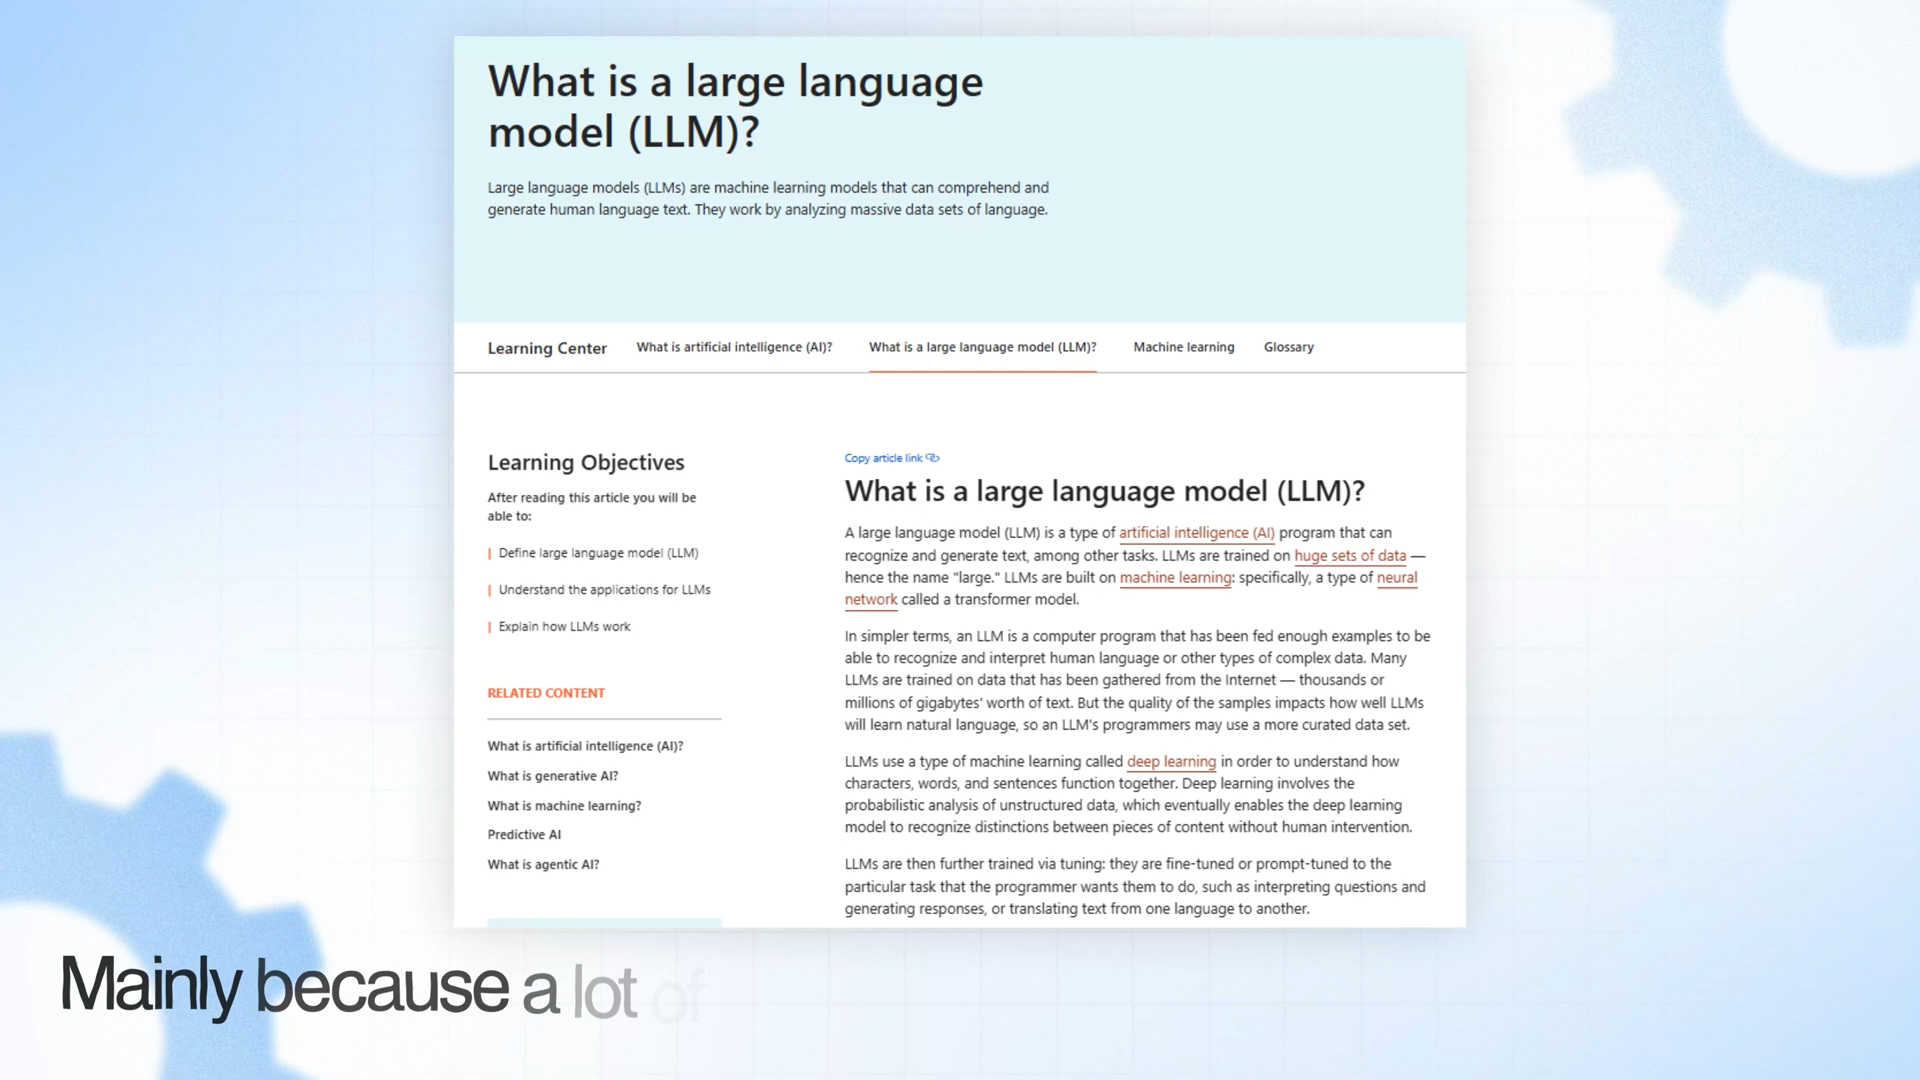 What is a large language
model (LLM)?
Large language models (LLMs) are machine learning models that can comprehend and
generate human language text. They work by analyzing massive data sets of language.
Learning Center
What is artificial intelligence (AI)?
What is a large language model (LLM)?
Machine learning
Glossary
Learning Objectives
After reading this article you will be
able to:
Define large language model (LLM)
Understand the applications for LLMs
Explain how LLMs work
RELATED CONTENT
What is artificial intelligence (AI)?
What is generative AI?
What is machine learning?
Predictive AI
What is agentic AI?
Copy article link
What is a large language model (LLM)?
A large language model (LLM) is a type of artificial intelligence (AI) program that can
recognize and generate text, among other tasks. LLMs are trained on huge sets of data —
hence the name "large." LLMs are built on machine learning: specifically, a type of neural
network called a transformer model.
In simpler terms, an LLM is a computer program that has been fed enough examples to be
able to recognize and interpret human language or other types of complex data. Many
LLMs are trained on data that has been gathered from the Internet — thousands or
millions of gigabytes' worth of text. But the quality of the samples impacts how well LLMs
will learn natural language, so an LLM's programmers may use a more curated data set.
LLMs use a type of machine learning called deep learning in order to understand how
characters, words, and sentences function together. Deep learning involves the
probabilistic analysis of unstructured data, which eventually enables the deep learning
model to recognize distinctions between pieces of content without human intervention.
LLMs are then further trained via tuning: they are fine-tuned or prompt-tuned to the
particular task that the programmer wants them to do, such as interpreting questions and
generating responses, or translating text from one language to another.
Mainly because a lot of